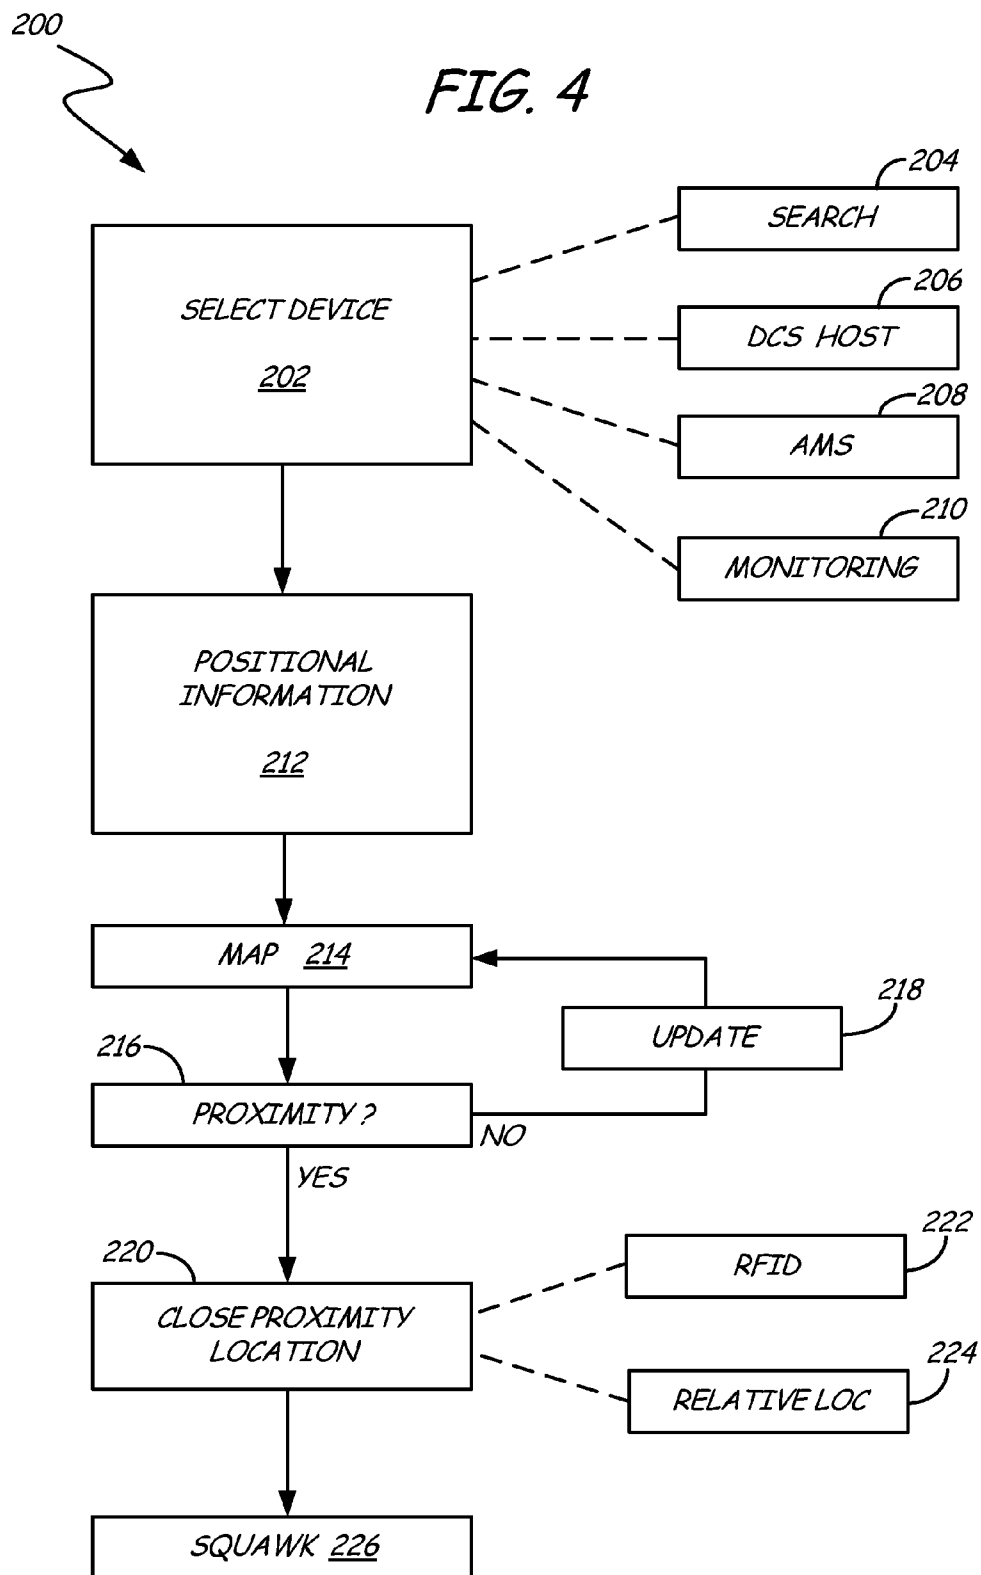 200
FIG. 4
204
SEARCH
SELECT DEVICE
202
206
DCS HOST
208
AMS
210
MONITORING
POSITIONAL
INFORMATION
212
MAP 214
218
UPDATE
216
PROXIMITY?
NO
YES
220
CLOSE PROXIMITY
LOCATION
222
RFID
224
RELATIVE LOC
SQUAWK 226